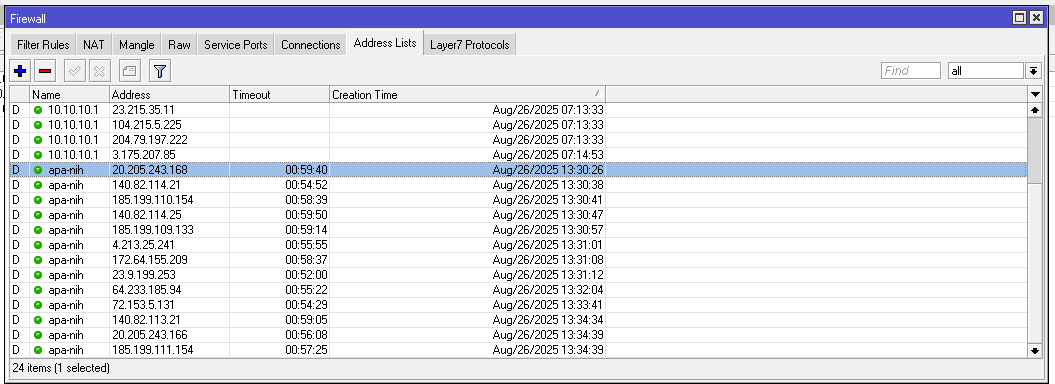 Firewall
Filter Rules NAT Mangle Raw Service Ports Connections Address Lists Layer7 Protocols
Find all
Name Address Timeout Creation Time
D 10.10.10.1 23.215.35.11 Aug/26/2025 07:13:33
D 10.10.10.1 104.215.5.225 Aug/26/2025 07:13:33
D 10.10.10.1 204.79.197.222 Aug/26/2025 07:13:33
D 10.10.10.1 3.175.207.85 Aug/26/2025 07:14:53
D apa-nih 20.205.243.168 00:59:40 Aug/26/2025 13:30:26
D apa-nih 140.82.114.21 00:54:52 Aug/26/2025 13:30:38
D apa-nih 185.199.110.154 00:58:39 Aug/26/2025 13:30:41
D apa-nih 140.82.114.25 00:59:50 Aug/26/2025 13:30:47
D apa-nih 185.199.109.133 00:59:14 Aug/26/2025 13:30:57
D apa-nih 4.213.25.241 00:55:55 Aug/26/2025 13:31:01
D apa-nih 172.64.155.209 00:58:37 Aug/26/2025 13:31:08
D apa-nih 23.9.199.253 00:52:00 Aug/26/2025 13:31:12
D apa-nih 64.233.185.94 00:55:22 Aug/26/2025 13:32:04
D apa-nih 72.153.5.131 00:54:29 Aug/26/2025 13:33:41
D apa-nih 140.82.113.21 00:59:05 Aug/26/2025 13:34:34
D apa-nih 20.205.243.166 00:56:08 Aug/26/2025 13:34:39
D apa-nih 185.199.111.154 00:57:25 Aug/26/2025 13:34:39
24 items (1 selected)